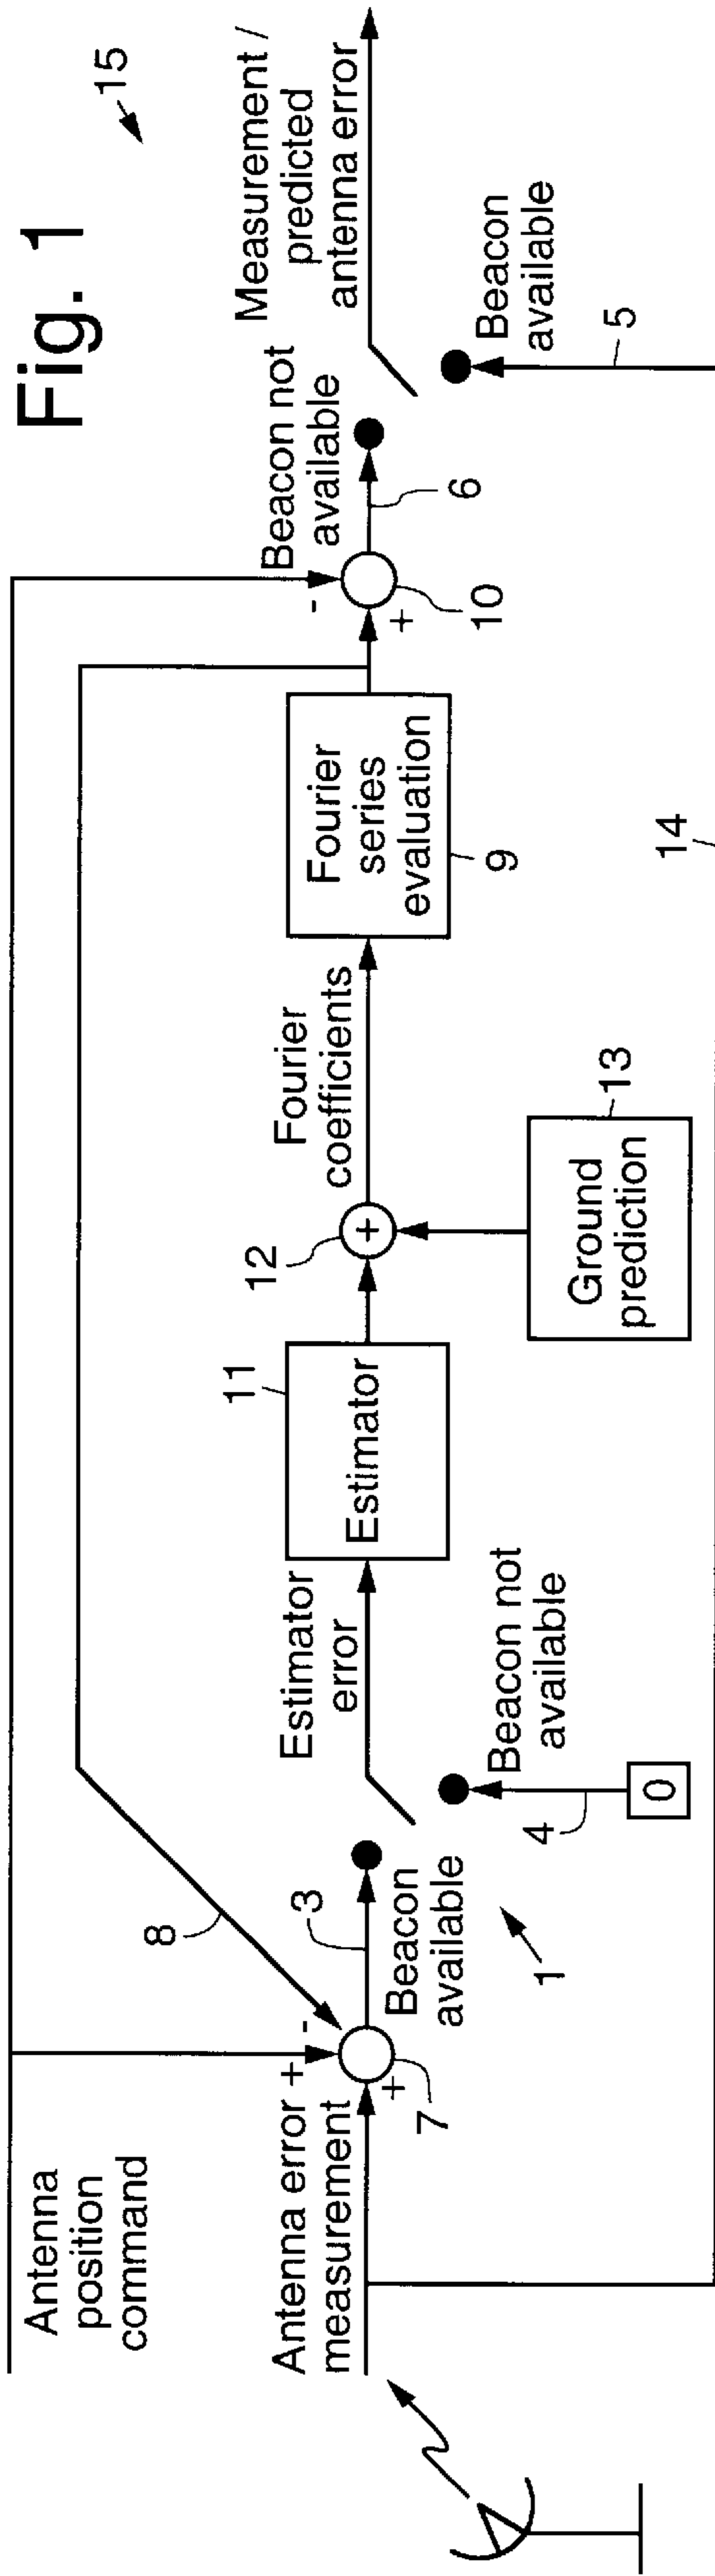 Fig. 1
15
Antenna
position
command
Antenna error
measurement
+
-
+
7
8
3
Beacon
available
1
4
0
Beacon not
available
Estimator
error
11
Estimator
12
+
Ground
prediction
13
Fourier
coefficients
Fourier
series
evaluation
9
-
+
10
Beacon not
available
6
Measurement /
predicted
antenna error
Beacon
available
5
14